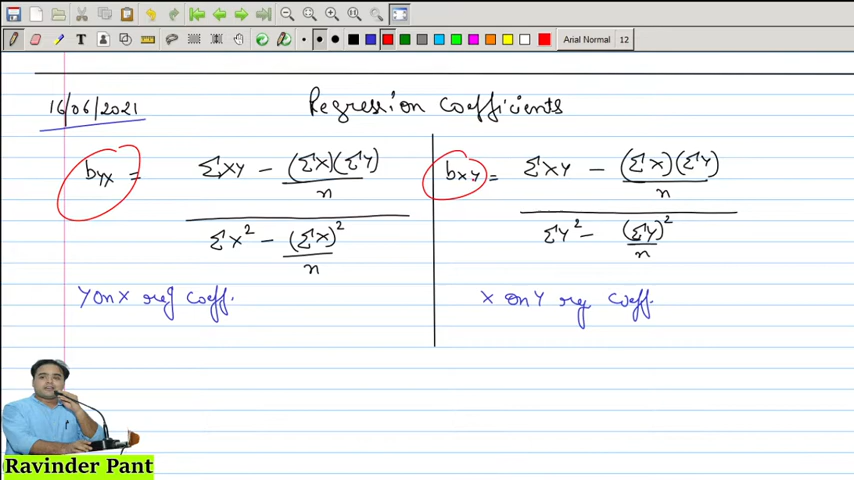 Arial Normal 12
16/06/2021 Regression Coefficients
byx = (ΣXY − (ΣX)(ΣY)/n) / (ΣX² − (ΣX)²/n)
bxy = (ΣXY − (ΣX)(ΣY)/n) / (ΣY² − (ΣY)²/n)
Y on X reg coeff.
X on Y reg coeff.
Ravinder Pant